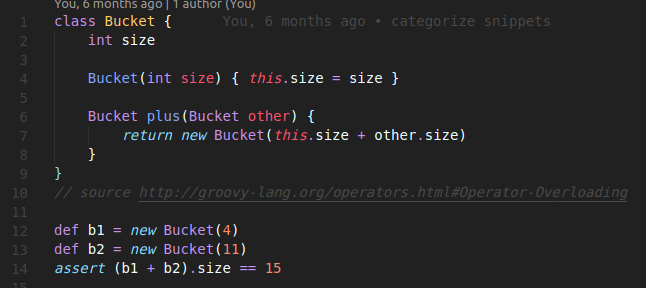 You, 6 months ago | 1 author (You)
1 class Bucket { You, 6 months ago • categorize snippets
2 int size
3
4 Bucket(int size) { this.size = size }
5
6 Bucket plus(Bucket other) {
7 return new Bucket(this.size + other.size)
8 }
9 }
10 // source http://groovy-lang.org/operators.html#Operator-Overloading
11
12 def b1 = new Bucket(4)
13 def b2 = new Bucket(11)
14 assert (b1 + b2).size == 15
15